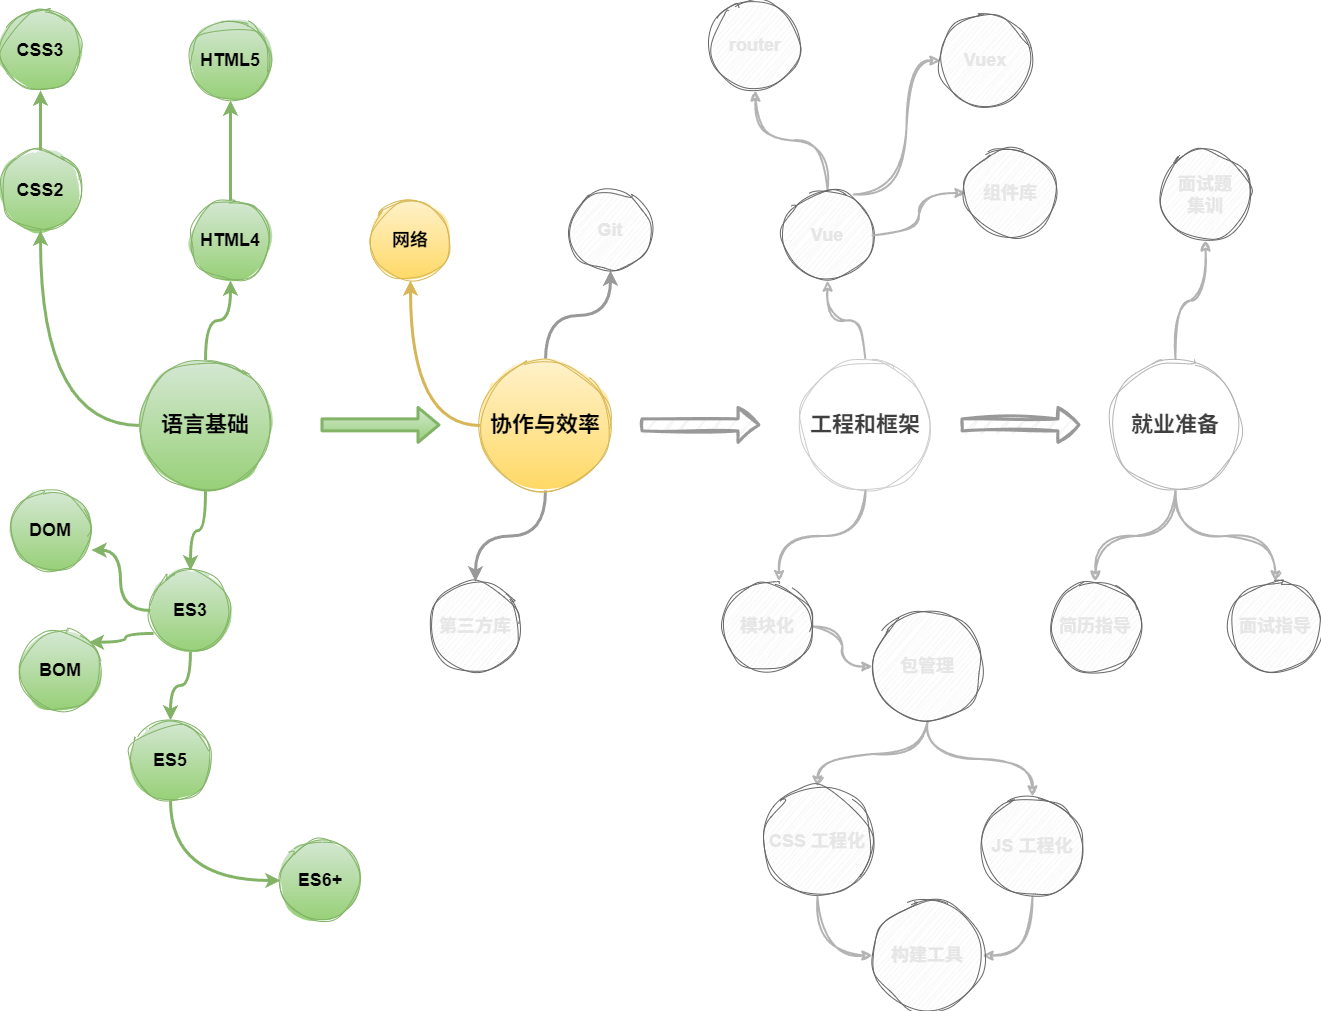 CSS3
HTML5
CSS2
HTML4
语言基础
DOM
ES3
BOM
ES5
ES6+
网络
Git
协作与效率
第三方库
router
Vuex
组件库
Vue
工程和框架
模块化
包管理
CSS 工程化
JS 工程化
构建工具
面试题
集训
就业准备
简历指导
面试指导